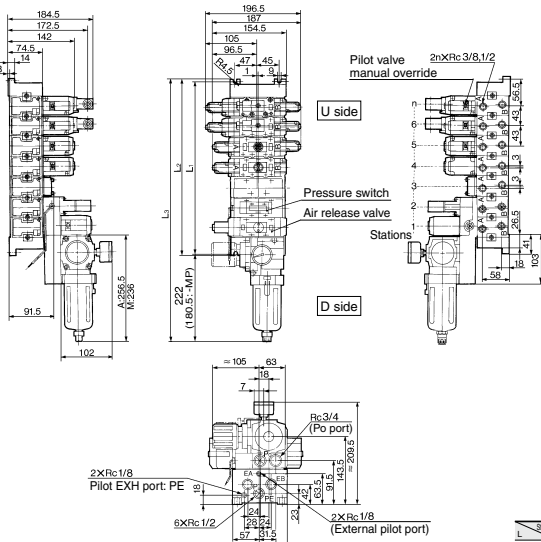 184.5
172.5
142
74.5
14
91.5
102
A:256.5
M:236
196.5
187
154.5
105
96.5
47
45
1
9
R4.5
L2
L1
L3
222
(180.5: -MP)
U side
Pressure switch
Air release valve
D side
Pilot valve
manual override
2n×Rc 3/8,1/2
n
6
5
4
3
2
1
Stations
A
B
56.5
43
43
3
3
26.5
41
103
18
58
≈105
63
18
7
Rc3/4
(Po port)
2×Rc1/8
Pilot EXH port: PE
18
6×Rc1/2
EA
EB
PE
24
28
24
57
31.5
23
42
63.5
91.5
143.5
≈209.5
2×Rc1/8
(External pilot port)
L